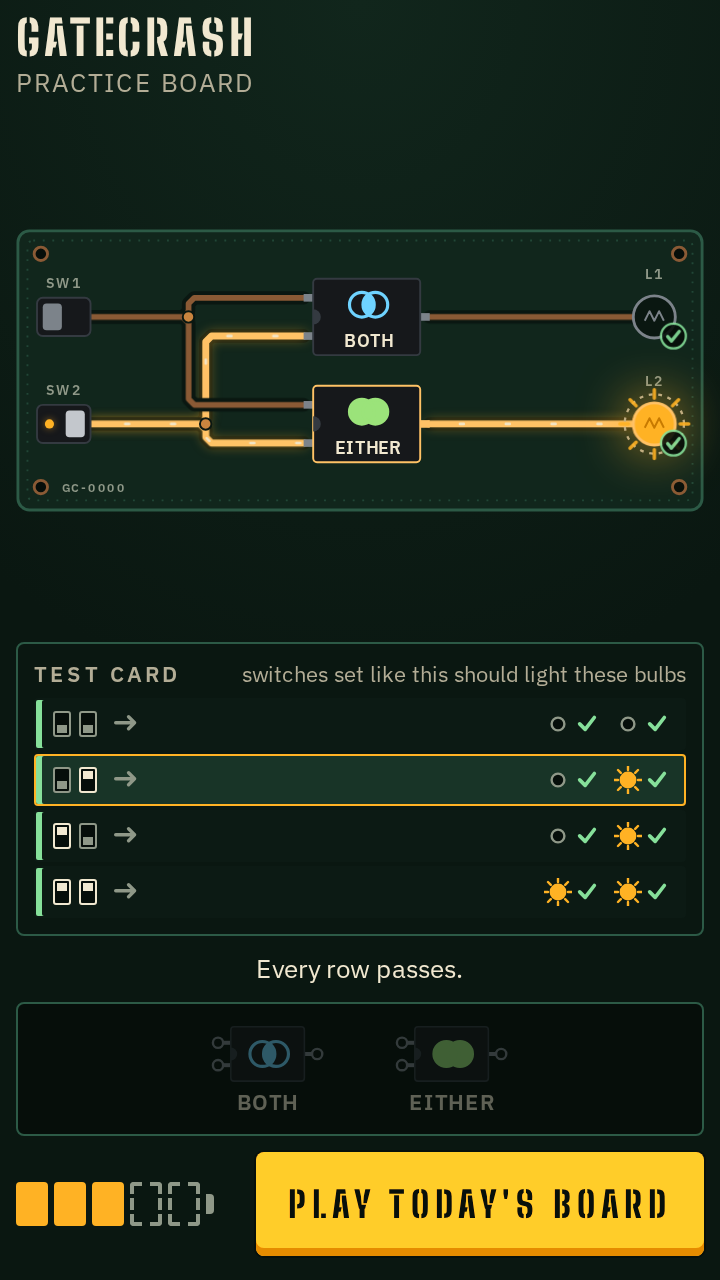 GATECRASH
PRACTICE BOARD
SW1
L1
BOTH
SW2
L2
EITHER
GC-0000
TEST CARD switches set like this should light these bulbs
Every row passes.
BOTH EITHER
PLAY TODAY'S BOARD